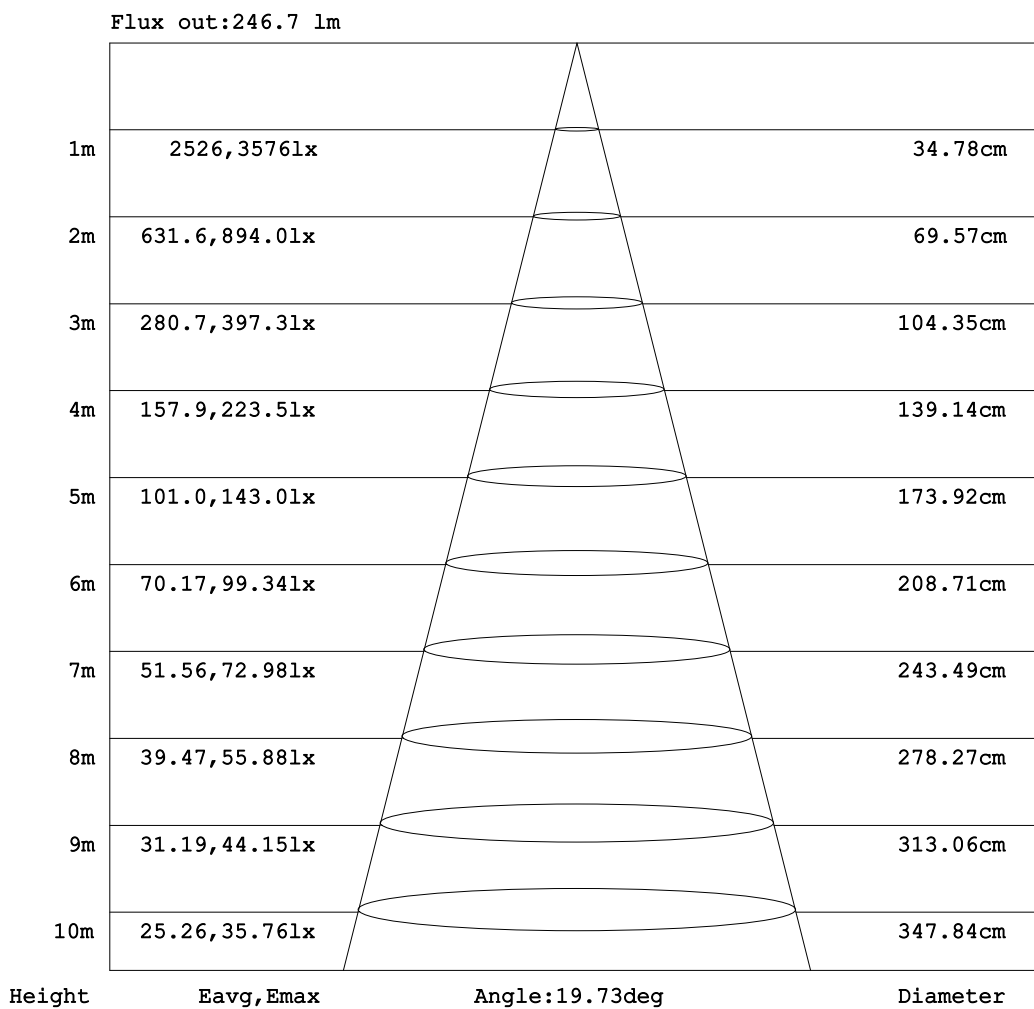 Flux out:246.7 lm
1m 2526,3576lx 34.78cm
2m 631.6,894.0lx 69.57cm
3m 280.7,397.3lx 104.35cm
4m 157.9,223.5lx 139.14cm
5m 101.0,143.0lx 173.92cm
6m 70.17,99.34lx 208.71cm
7m 51.56,72.98lx 243.49cm
8m 39.47,55.88lx 278.27cm
9m 31.19,44.15lx 313.06cm
10m 25.26,35.76lx 347.84cm
Height Eavg,Emax Angle:19.73deg Diameter